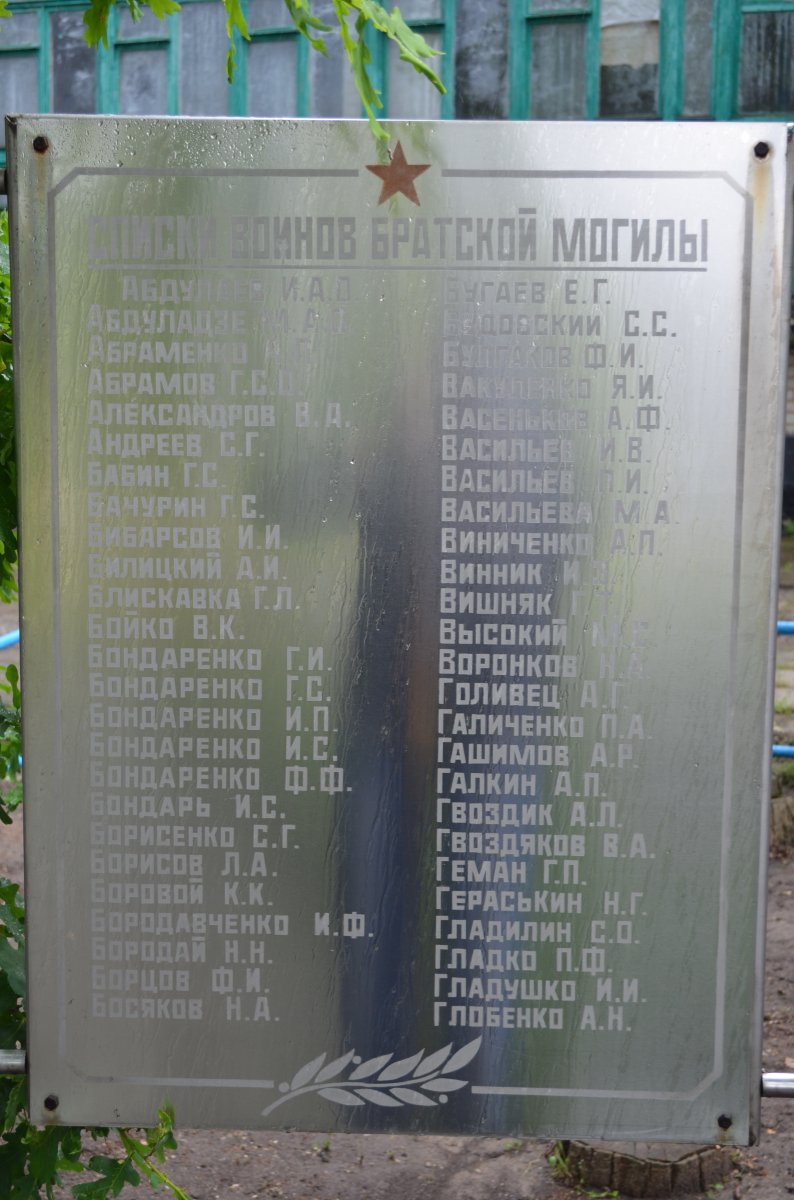 СПИСКИ ВОИНОВ БРАТСКОЙ МОГИЛЫ
АБДУЛАЕВ И.А.О.
АБДУЛАЦЗЕ М.А.О.
АБРАМЕНКО
АБРАМОВ Г.С.О.
АЛЕКСАНДРОВ В.А.
АНДРЕЕВ С.Г.
БАБИН Г.С.
БАЧУРИН Г.С.
БИБАРСОВ И.И.
БИЛИЦКИЙ А.И.
БЛИСКАВКА Г.Л.
БОЙКО В.К.
БОНДАРЕНКО Г.И.
БОНДАРЕНКО Г.С.
БОНДАРЕНКО И.П.
БОНДАРЕНКО И.С.
БОНДАРЕНКО Ф.Ф.
БОНДАРЬ И.С.
БОРИСЕНКО С.Г.
БОРИСОВ Л.А.
БОРОВОЙ К.К.
БОРОДАВЧЕНКО И.Ф.
БОРОДАЙ Н.Н.
БОРЦОВ Ф.И.
БОСЯКОВ Н.А.
БУГАЕВ Е.Г.
БУДОВСКИЙ С.С.
БУЛГАКОВ Ф.И.
ВАКУЛЕНКО Я.И.
ВАСЕНЬКОВ А.Ф.
ВАСИЛЬЕВ И.В.
ВАСИЛЬЕВ П.И.
ВАСИЛЬЕВА М.А.
ВИНИЧЕНКО А.П.
ВИННИК
ВИШНЯК
ВЫСОКИЙ
ВОРОНКОВ Н.А.
ГОЛИВЕЦ А.Г.
ГАЛИЧЕНКО П.А.
ГАШИМОВ А.Р.
ГАЛКИН А.П.
ГВОЗДИК А.Л.
ГВОЗДЯКОВ В.А.
ГЕМАН Г.П.
ГЕРАСЬКИН Н.Г.
ГЛАДИЛИН С.О.
ГЛАДКО П.Ф.
ГЛАДУШКО И.И.
ГЛОБЕНКО А.Н.